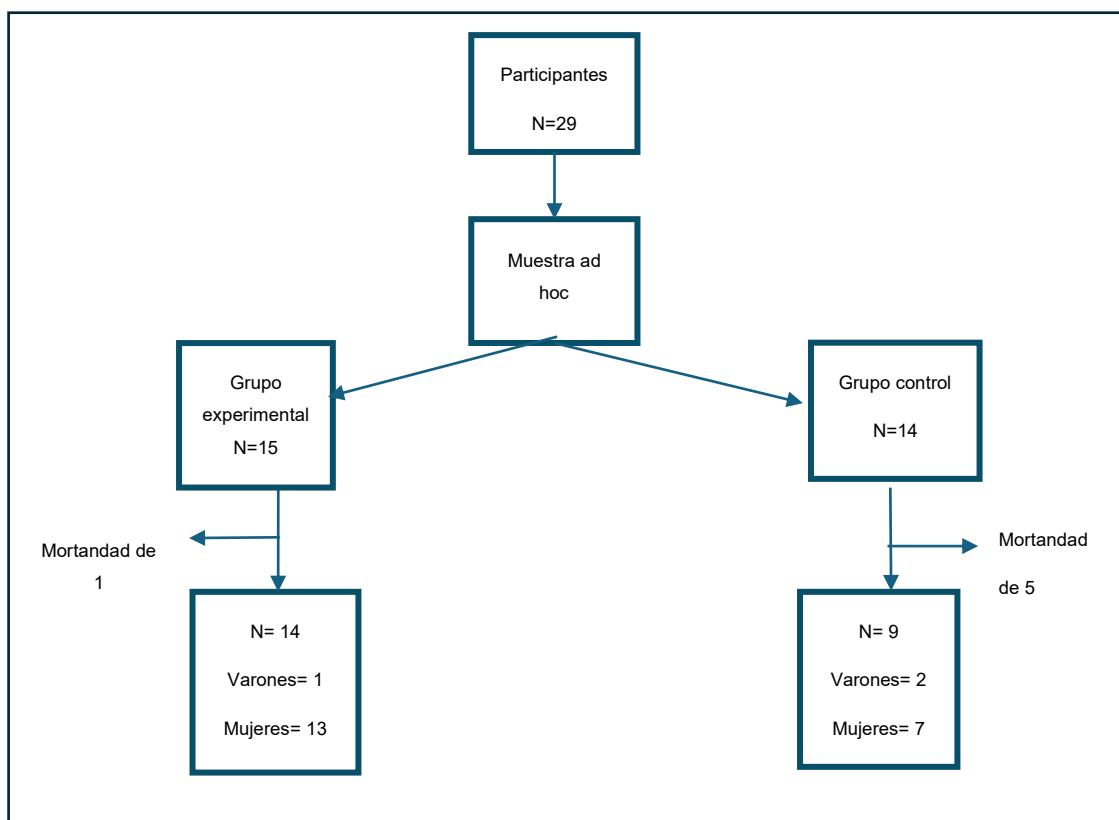 Participantes
N=29
Muestra ad
hoc
Grupo
experimental
N=15
Grupo control
N=14
Mortandad de
1
Mortandad
de 5
N= 14
Varones= 1
Mujeres= 13
N= 9
Varones= 2
Mujeres= 7